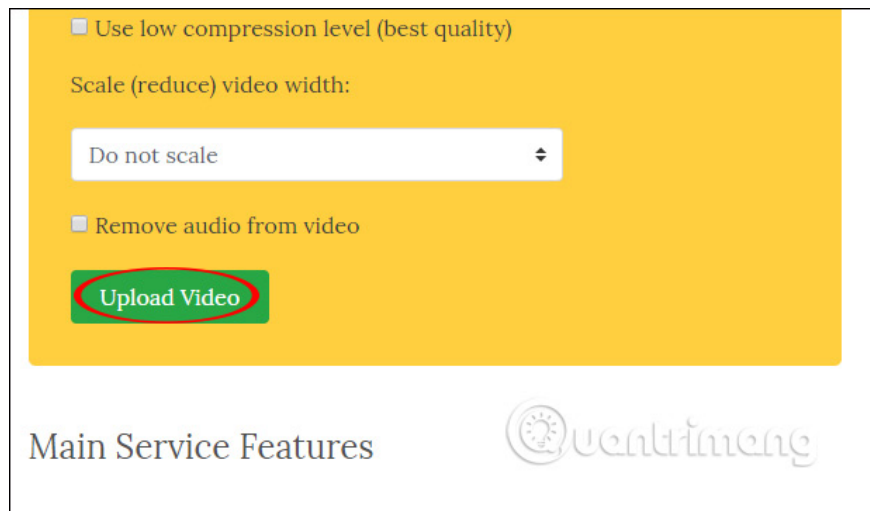 Use low compression level (best quality)
Scale (reduce) video width:
Do not scale
Remove audio from video
Upload Video
Main Service Features
Quantrimang